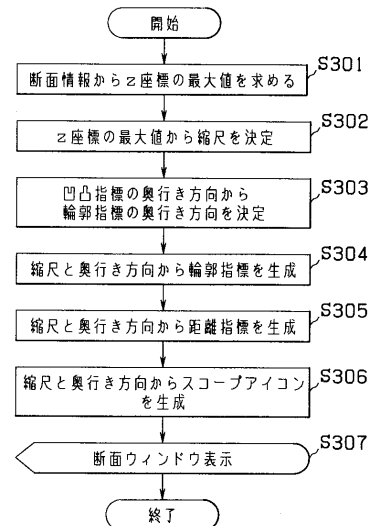 開始
断面情報からz座標の最大値を求める
S301
z座標の最大値から縮尺を決定
S302
凹凸指標の奥行き方向から
輪郭指標の奥行き方向を決定
S303
縮尺と奥行き方向から輪郭指標を生成
S304
縮尺と奥行き方向から距離指標を生成
S305
縮尺と奥行き方向からスコープアイコン
を生成
S306
断面ウィンドウ表示
S307
終了